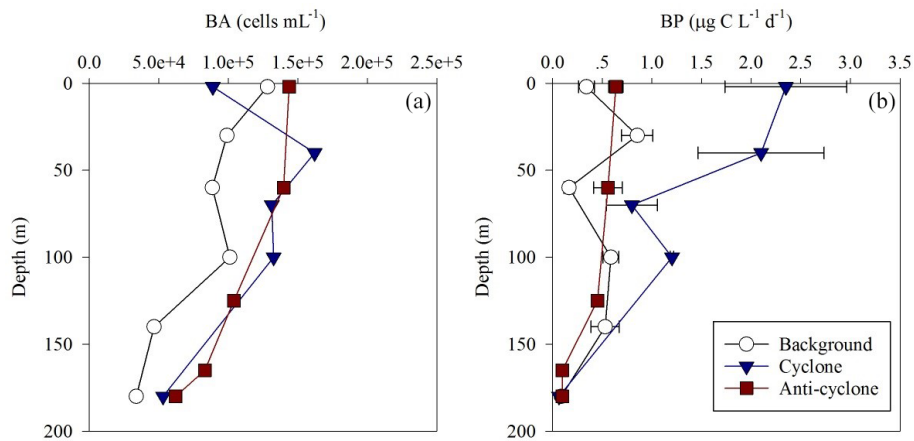 BA (cells mL⁻¹)
0.0 5.0e+4 1.0e+5 1.5e+5 2.0e+5 2.5e+5
0
50
100
150
200
Depth (m)
(a)
BP (μg C L⁻¹ d⁻¹)
0.0 0.5 1.0 1.5 2.0 2.5 3.0 3.5
0
50
100
150
200
Depth (m)
(b)
Background
Cyclone
Anti-cyclone